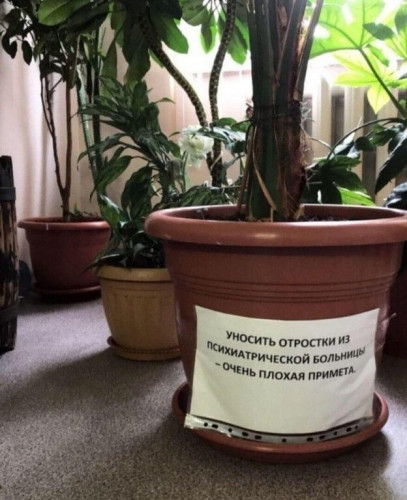 УНОСИТЬ ОТРОСТКИ ИЗ
ПСИХИАТРИЧЕСКОЙ БОЛЬНИЦЫ
– ОЧЕНЬ ПЛОХАЯ ПРИМЕТА.